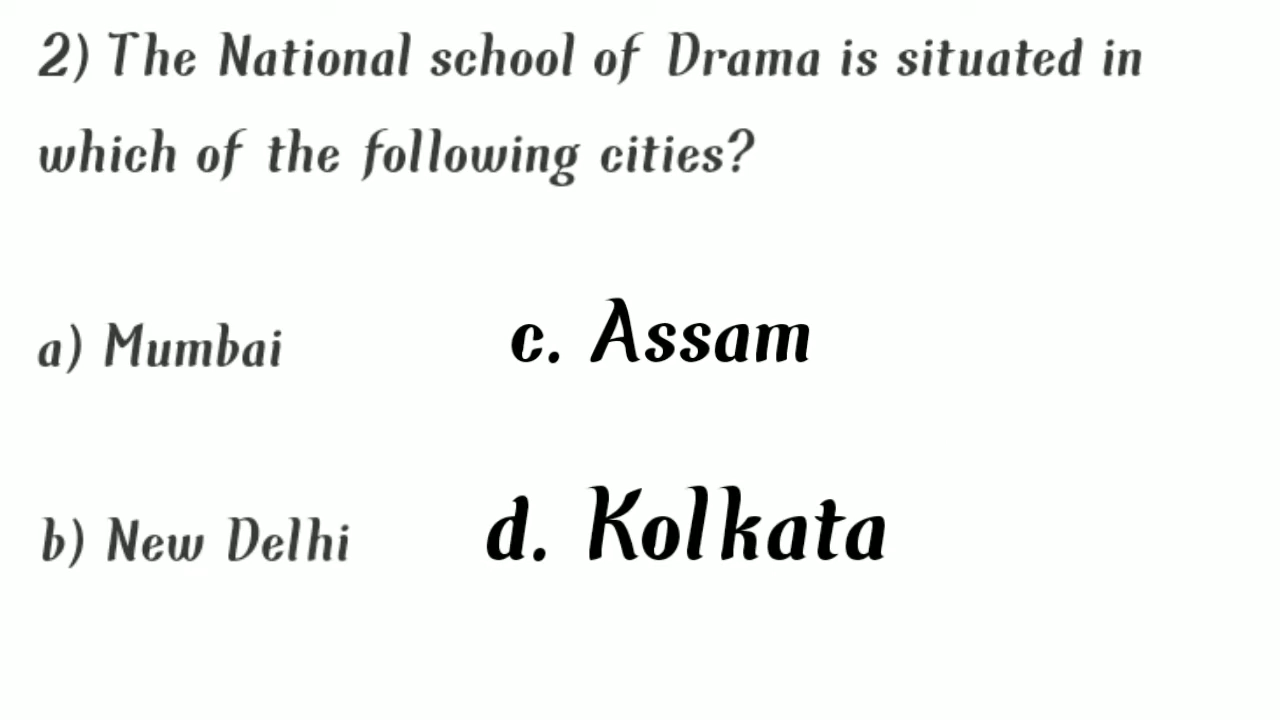 2) The National school of Drama is situated in
which of the following cities?
a) Mumbai
c. Assam
b) New Delhi
d. Kolkata